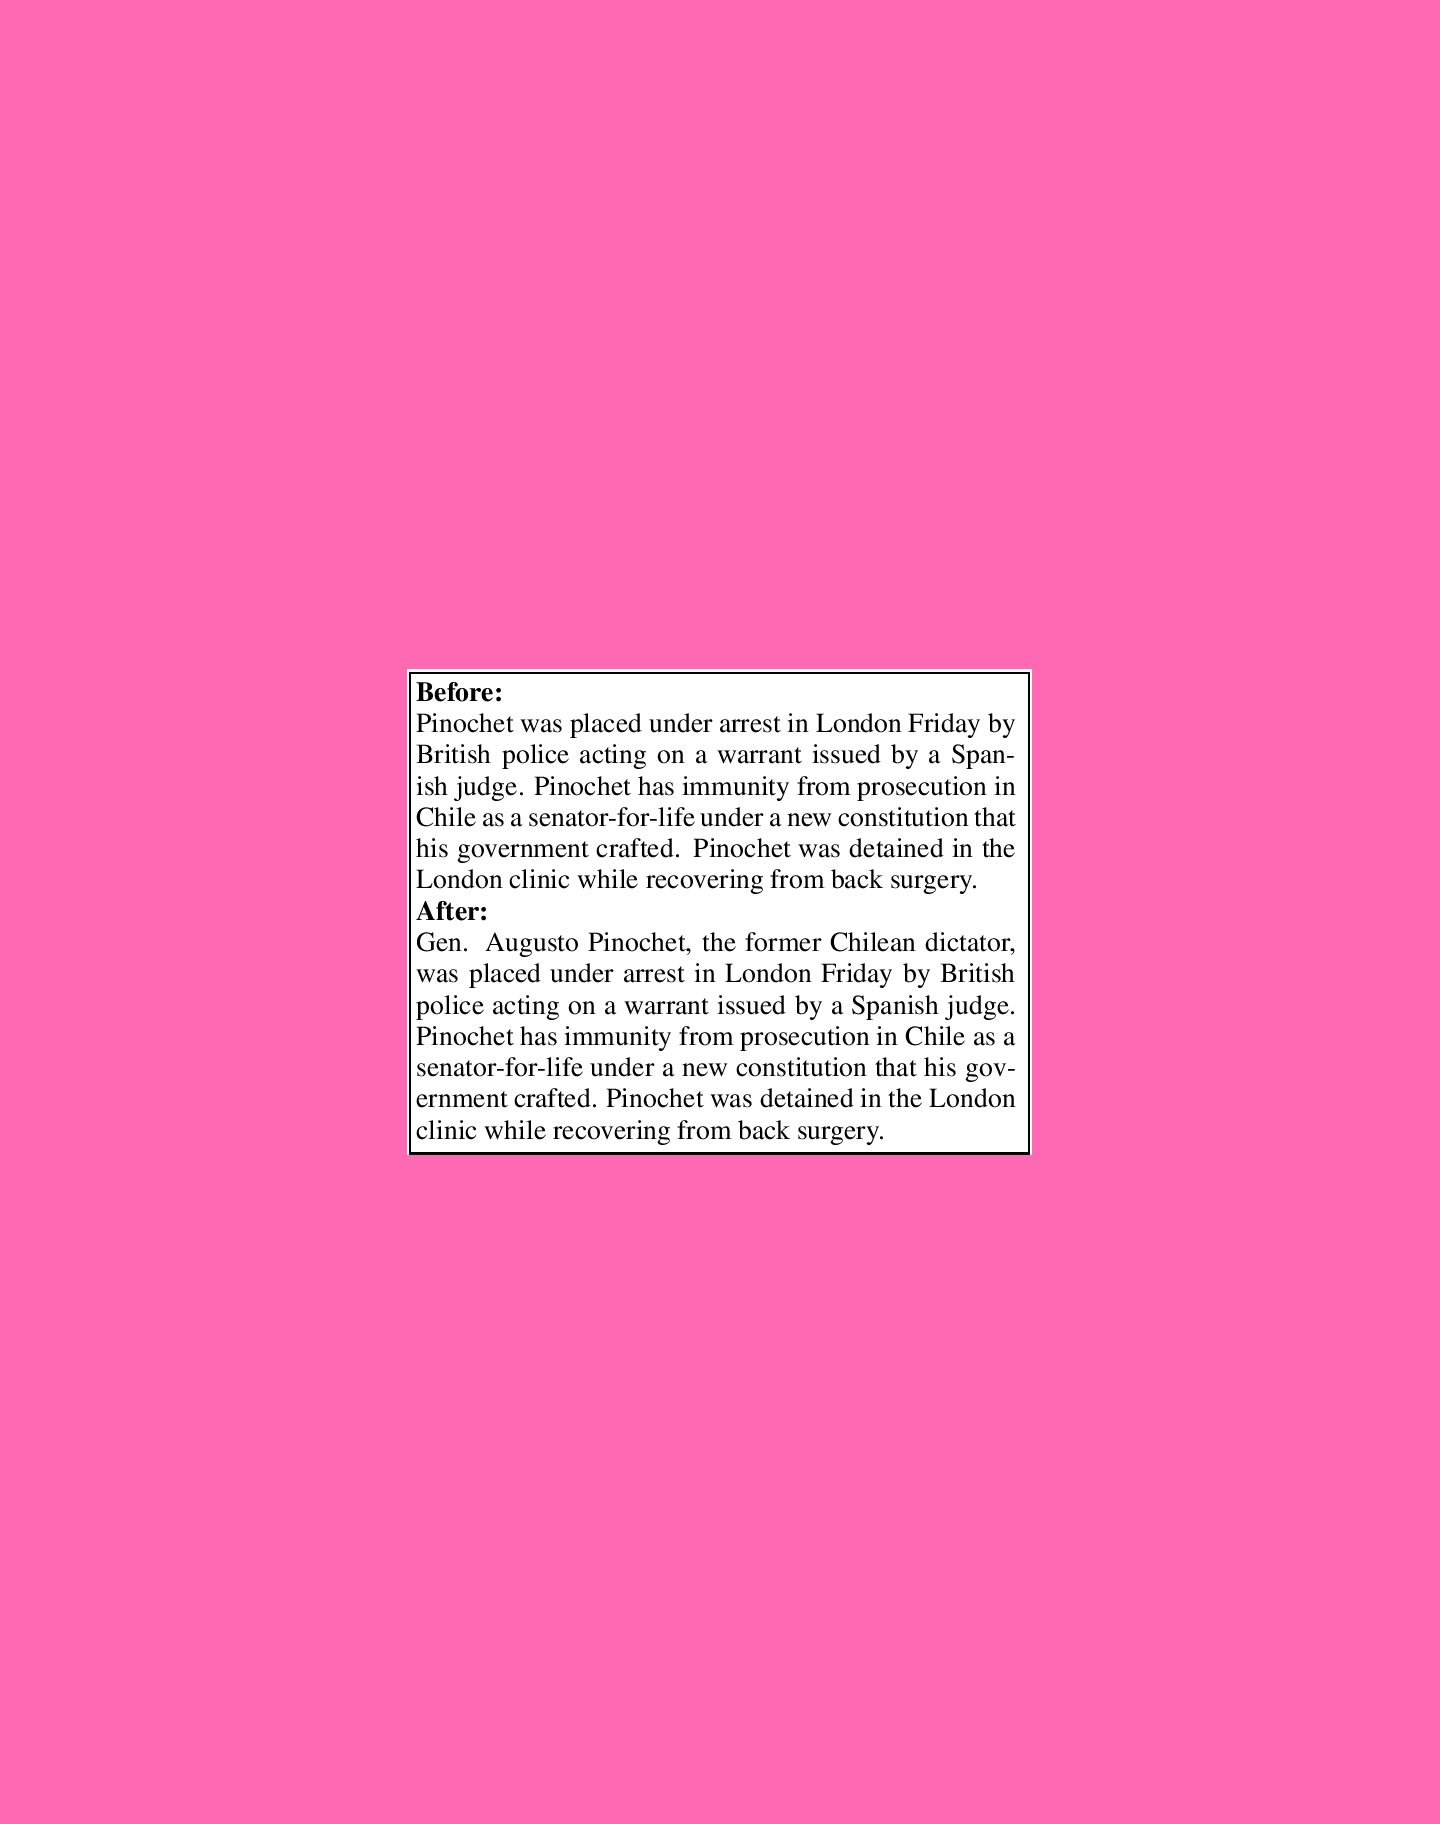 Before:
Pinochet was placed under arrest in London Friday by
British police acting on a warrant issued by a Span-
ish judge. Pinochet has immunity from prosecution in
Chile as a senator-for-life under a new constitution that
his government crafted. Pinochet was detained in the
London clinic while recovering from back surgery.
After:
Gen. Augusto Pinochet, the former Chilean dictator,
was placed under arrest in London Friday by British
police acting on a warrant issued by a Spanish judge.
Pinochet has immunity from prosecution in Chile as a
senator-for-life under a new constitution that his gov-
ernment crafted. Pinochet was detained in the London
clinic while recovering from back surgery.